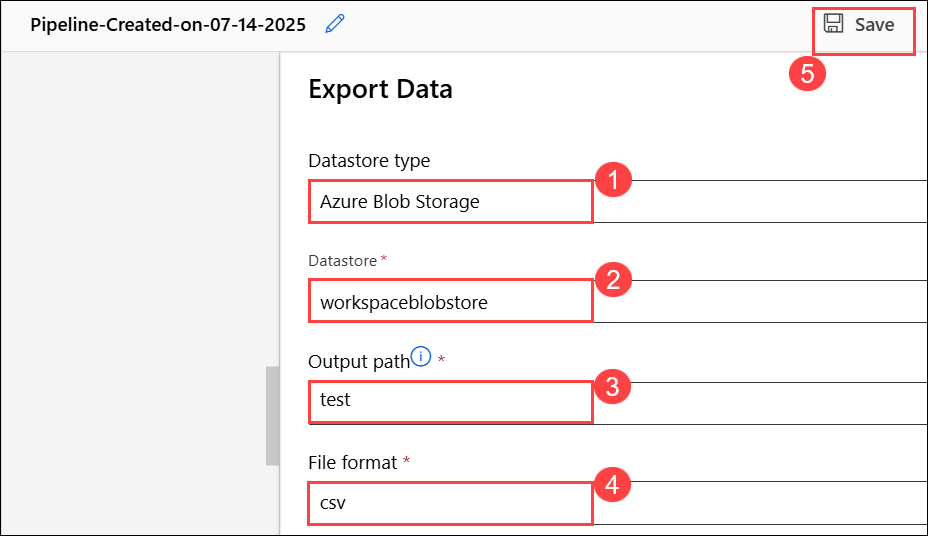 Pipeline-Created-on-07-14-2025
Save
5
Export Data
Datastore type
1
Azure Blob Storage
Datastore *
2
workspaceblobstore
Output path i *
3
test
File format *
4
csv